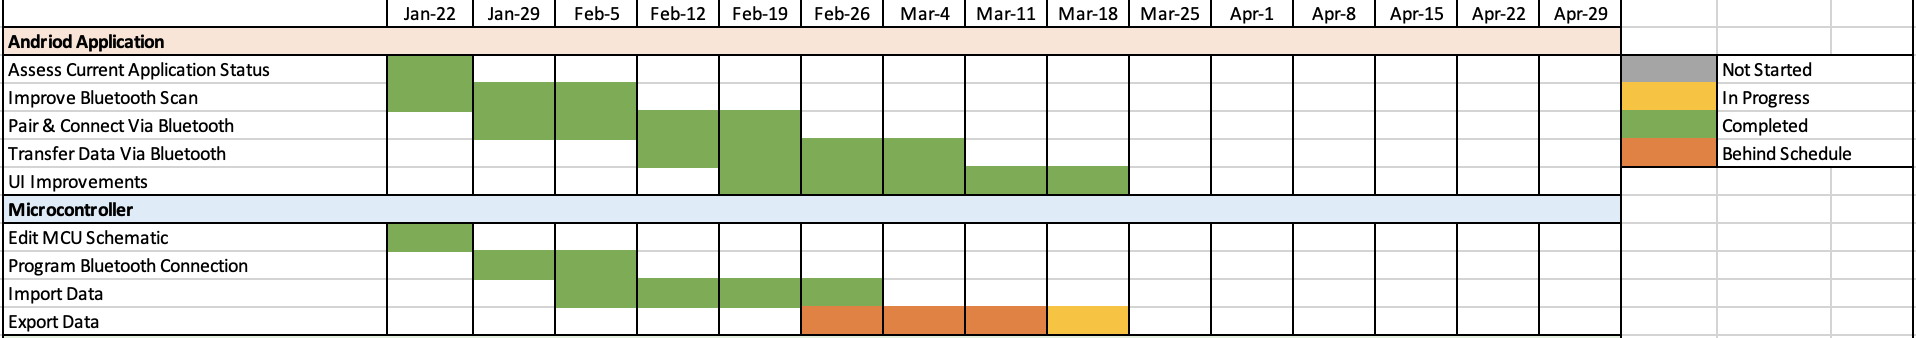 Jan-22 Jan-29 Feb-5 Feb-12 Feb-19 Feb-26 Mar-4 Mar-11 Mar-18 Mar-25 Apr-1 Apr-8 Apr-15 Apr-22 Apr-29
Andriod Application
Assess Current Application Status Not Started
Improve Bluetooth Scan In Progress
Pair & Connect Via Bluetooth Completed
Transfer Data Via Bluetooth Behind Schedule
UI Improvements
Microcontroller
Edit MCU Schematic
Program Bluetooth Connection
Import Data
Export Data